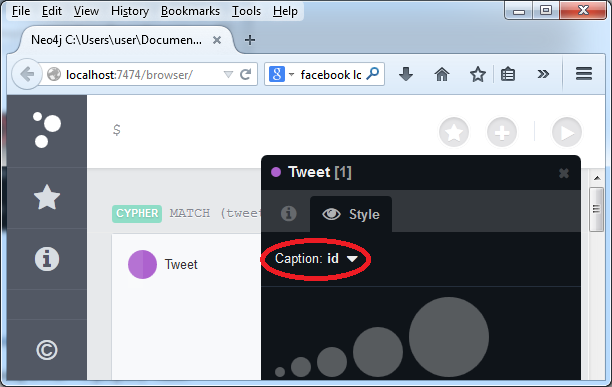 File Edit View History Bookmarks Tools Help
Neo4j C:\Users\user\Documen...
localhost:7474/browser/
facebook lo
$
Tweet [1]
Style
CYPHER MATCH (tweet
Caption: id
Tweet